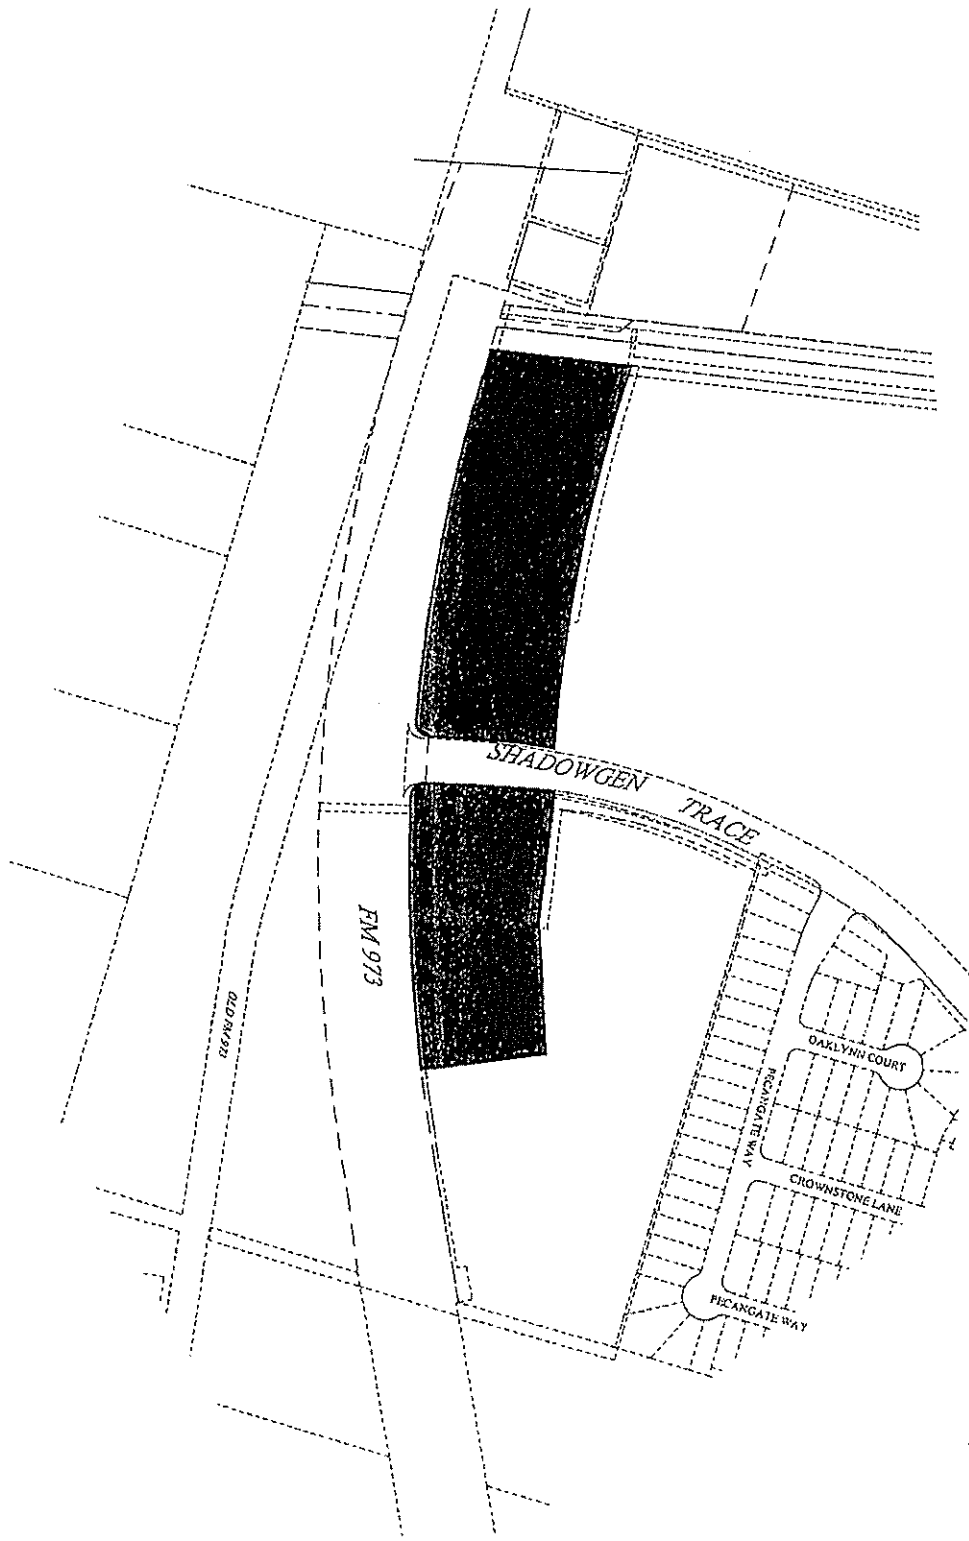 SHADOWGEN TRACE
FM 973
OLD FM 973
OAKLYNN COURT
PECANGATE WAY
CROWNSTONE LANE
PECANGATE WAY